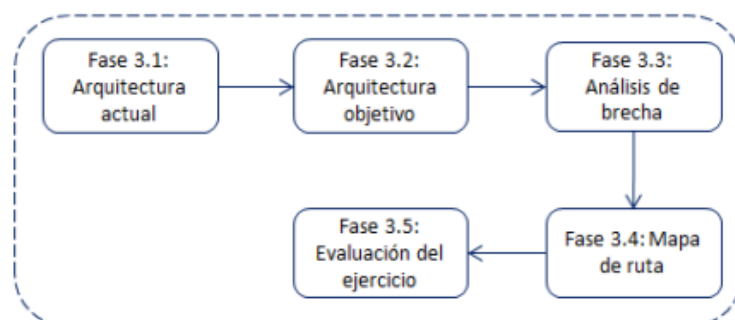 Fase 3.1:
Arquitectura
actual
Fase 3.2:
Arquitectura
objetivo
Fase 3.3:
Análisis de
brecha
Fase 3.4: Mapa
de ruta
Fase 3.5:
Evaluación del
ejercicio